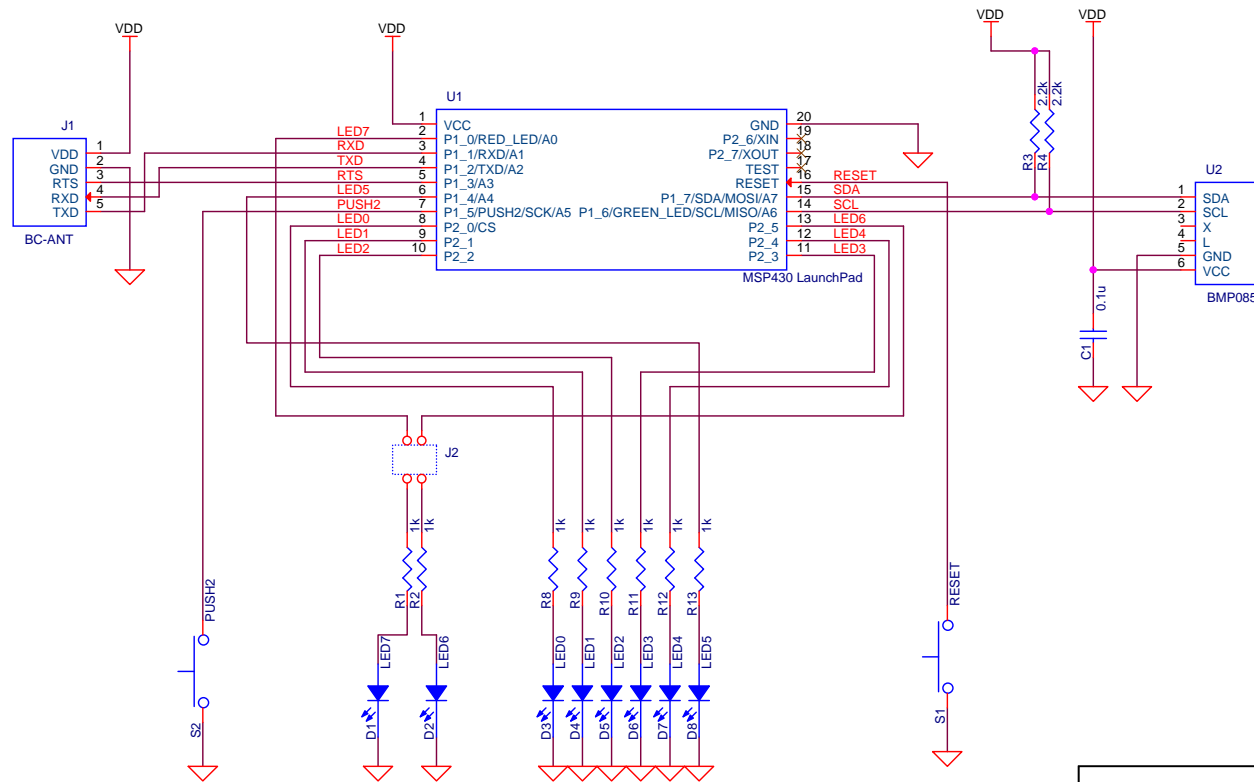 VDD
VDD
VDD
VDD
J1
VDD 1
GND 2
RTS 3
RXD 4
TXD 5
BC-ANT
U1
LED7 2 P1_0/RED_LED/A0
1 VCC
RXD 3 P1_1/RXD/A1
TXD 4 P1_2/TXD/A2
RTS 5 P1_3/A3
LED5 6 P1_4/A4
PUSH2 7 P1_5/PUSH2/SCK/A5
LED0 8 P2_0/CS
LED1 9 P2_1
LED2 10 P2_2
GND 20
P2_6/XIN 19
P2_7/XOUT 18
TEST 17
RESET 16 RESET
P1_7/SDA/MOSI/A7 15 SDA
P1_6/GREEN_LED/SCL/MISO/A6 14 SCL
P2_5 13 LED6
P2_4 12 LED4
P2_3 11 LED3
MSP430 LaunchPad
2.2k
2.2k
R3
R4
U2
1 SDA
2 SCL
3 X
4 L
5 GND
6 VCC
BMP085
0.1u
C1
J2
1k
1k
R1
R2
1k
1k
1k
1k
1k
1k
R8
R9
R10
R11
R12
R13
PUSH2
S2
LED7
LED6
D1
D2
LED0
LED1
LED2
LED3
LED4
LED5
D3
D4
D5
D6
D7
D8
RESET
S1